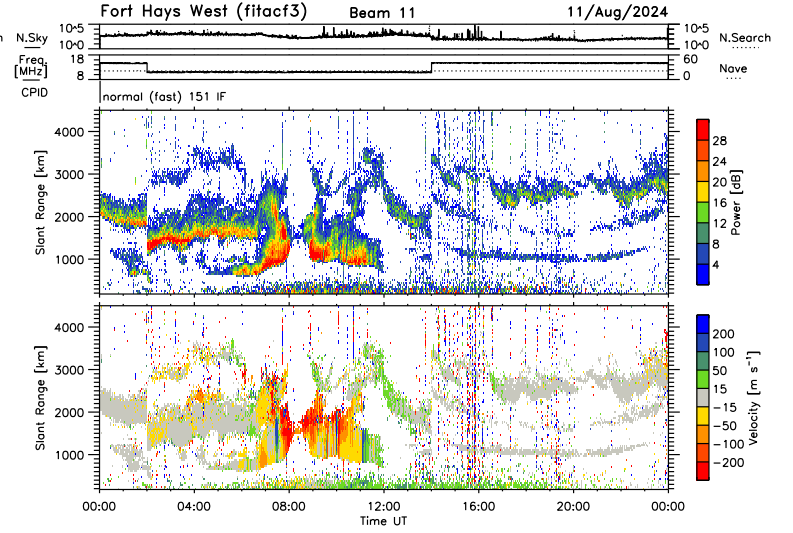 Fort Hays West (fitacf3) Beam 11 11/Aug/2024
N.Sky 10^5 10^0 10^5 10^0 N.Search
Freq. [MHz] 18 8 60 0 Nave
CPID normal (fast) 151 IF
Slant Range [km] 4000 3000 2000 1000
28 24 20 16 12 8 4 Power [dB]
Slant Range [km] 4000 3000 2000 1000
200 100 50 15 -15 -50 -100 -200 Velocity [m s⁻¹]
00:00 04:00 08:00 12:00 16:00 20:00 00:00
Time UT